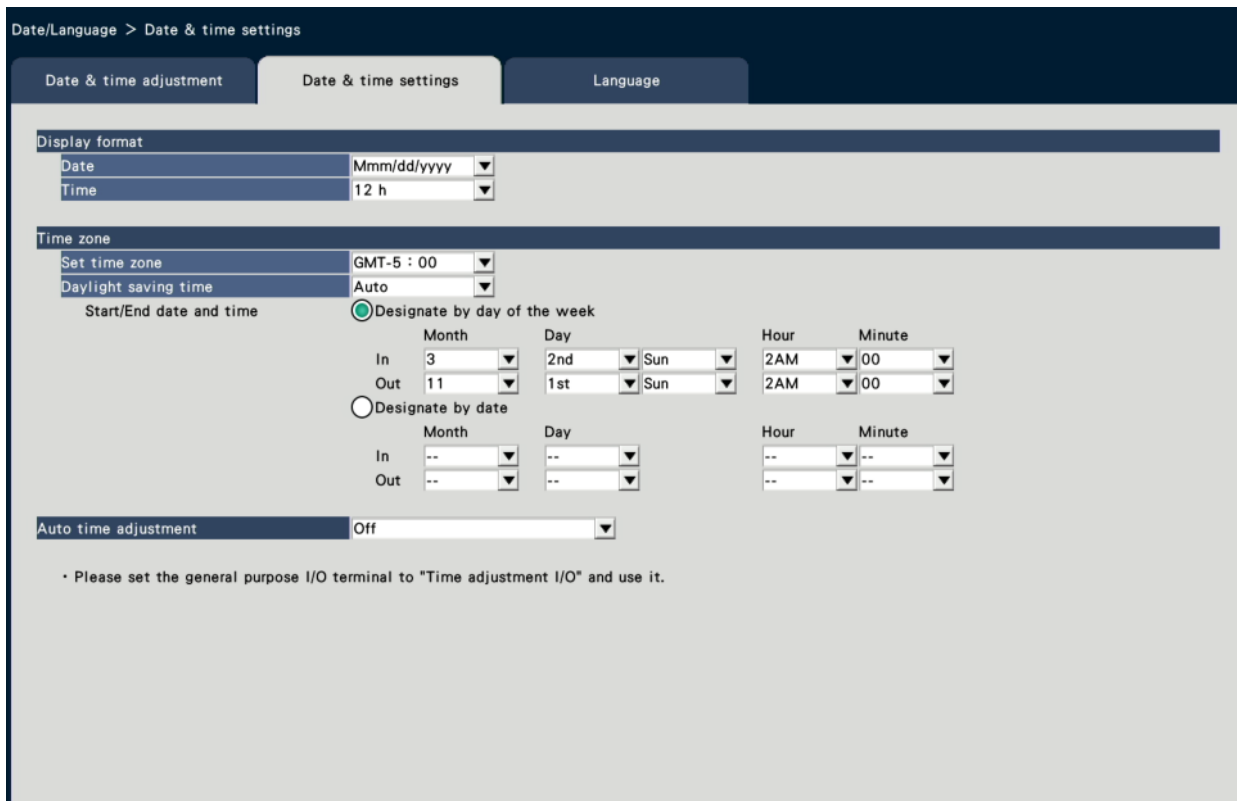 Date/Language > Date & time settings
Date & time adjustment Date & time settings Language
Display format
Date Mmm/dd/yyyy
Time 12 h
Time zone
Set time zone GMT-5 : 00
Daylight saving time Auto
Start/End date and time Designate by day of the week
Month Day Hour Minute
In 3 2nd Sun 2AM 00
Out 11 1st Sun 2AM 00
Designate by date
Month Day Hour Minute
In -- -- -- --
Out -- -- -- --
Auto time adjustment Off
・Please set the general purpose I/O terminal to "Time adjustment I/O" and use it.